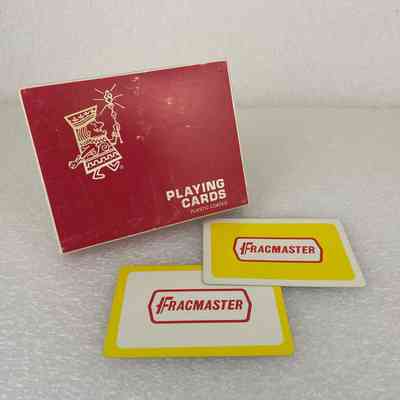 PLAYING
CARDS
PLASTIC COATED
FRACMASTER
FRACMASTER